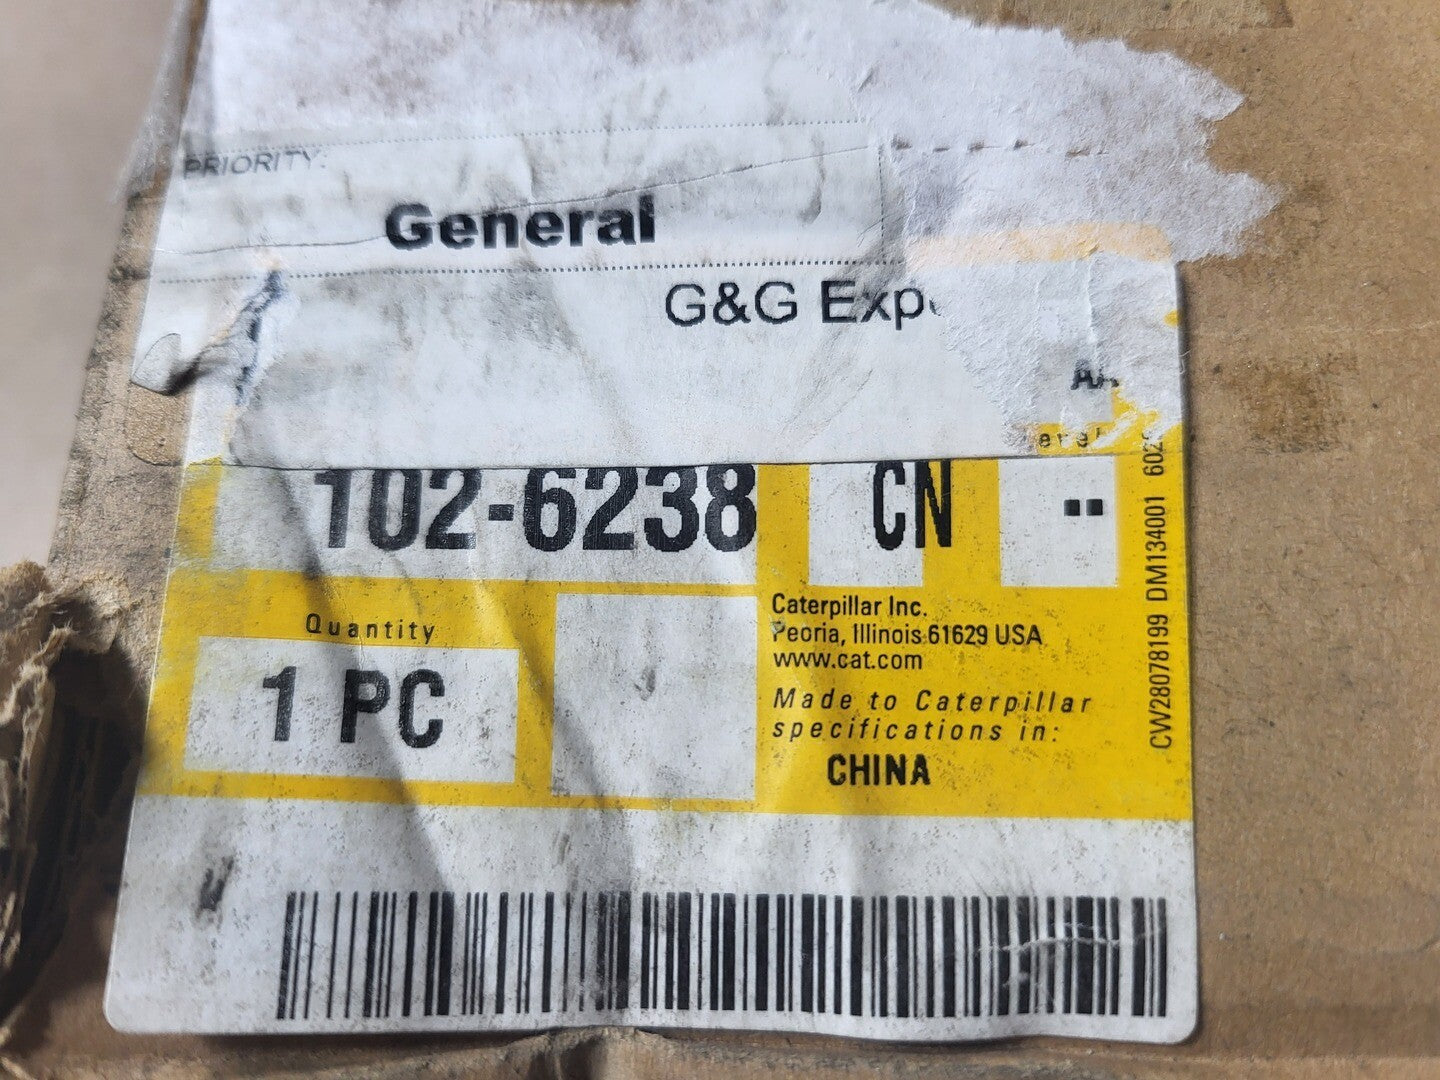 PRIORITY:
General
G&G
102-6238 CN --
Quantity
1 PC
Caterpillar Inc.
Peoria, Illinois 61629 USA
www.cat.com
Made to Caterpillar
specifications in:
CHINA
CW28078199 DM134001